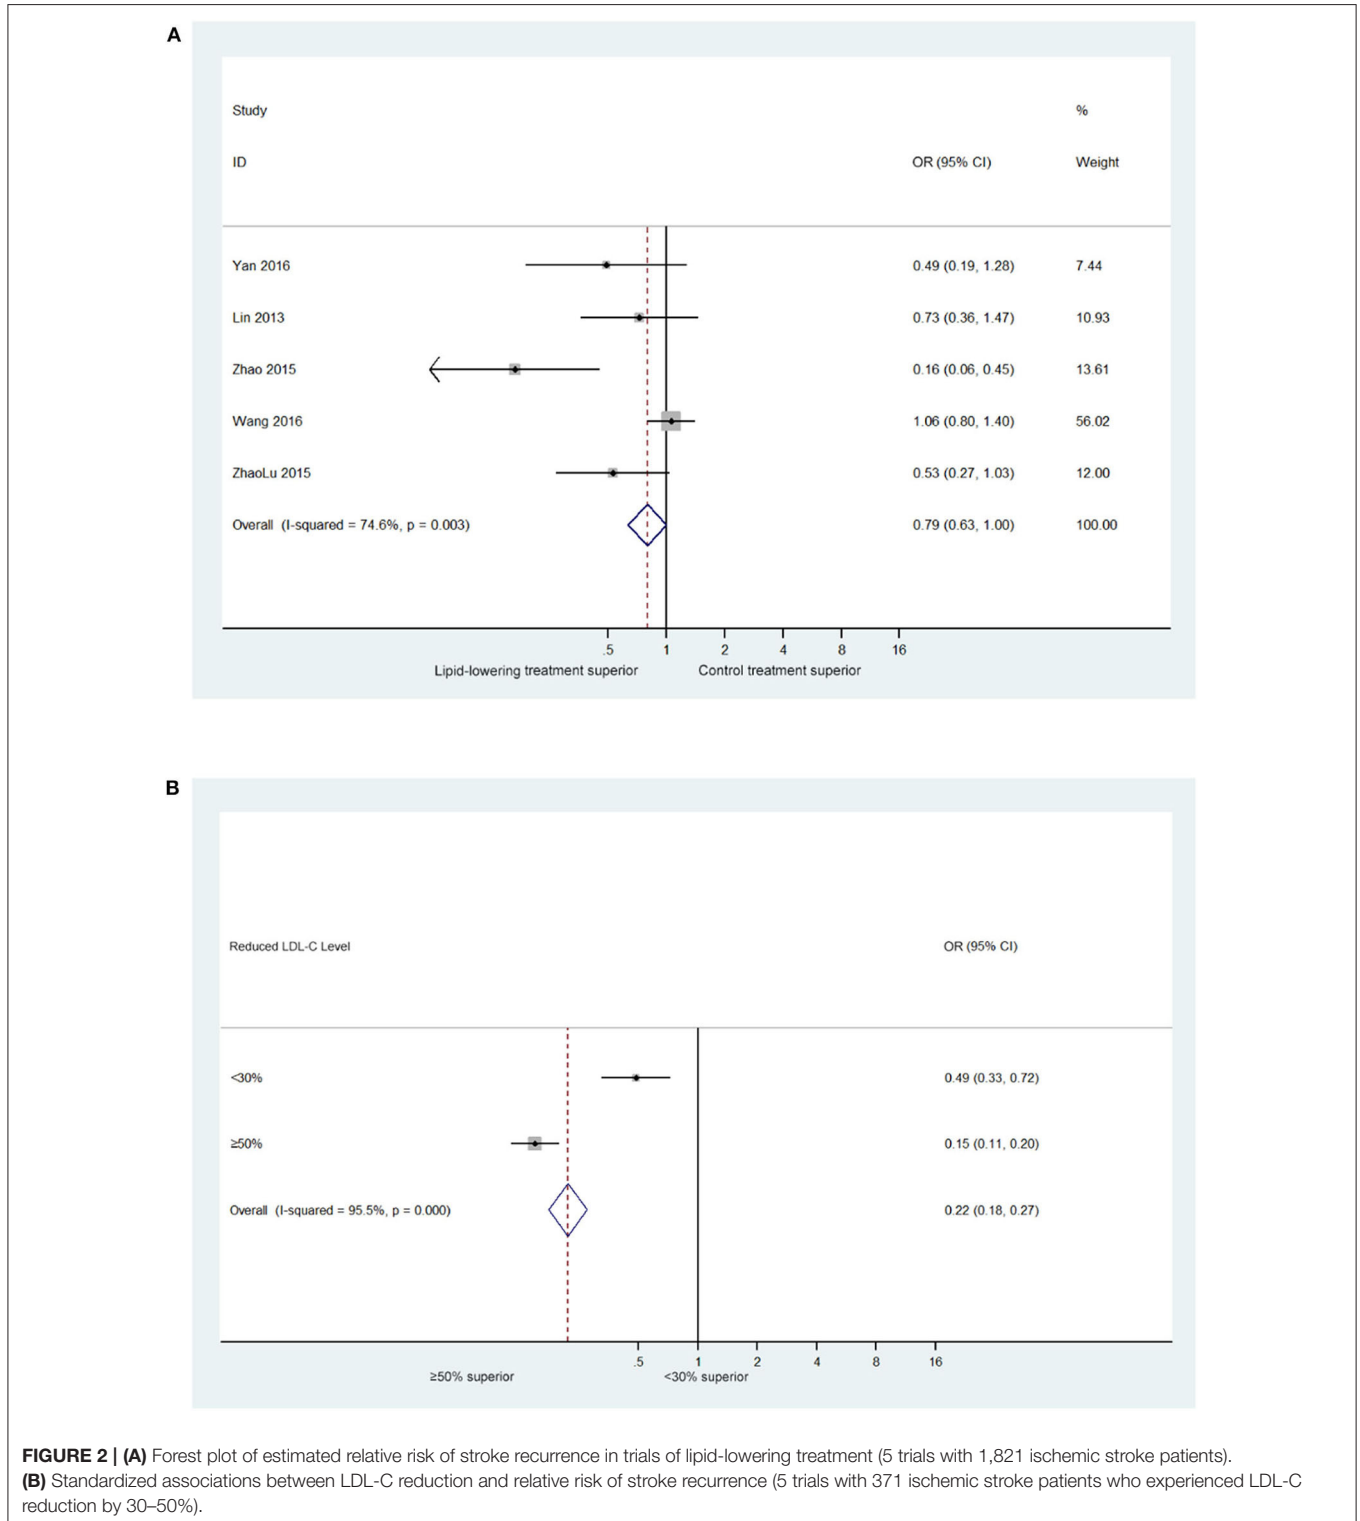 A
Study %
ID OR (95% CI) Weight
Yan 2016 0.49 (0.19, 1.28) 7.44
Lin 2013 0.73 (0.36, 1.47) 10.93
Zhao 2015 0.16 (0.06, 0.45) 13.61
Wang 2016 1.06 (0.80, 1.40) 56.02
ZhaoLu 2015 0.53 (0.27, 1.03) 12.00
Overall (I-squared = 74.6%, p = 0.003) 0.79 (0.63, 1.00) 100.00
.5 1 2 4 8 16
Lipid-lowering treatment superior Control treatment superior
B
Reduced LDL-C Level OR (95% CI)
<30% 0.49 (0.33, 0.72)
≥50% 0.15 (0.11, 0.20)
Overall (I-squared = 95.5%, p = 0.000) 0.22 (0.18, 0.27)
.5 1 2 4 8 16
≥50% superior <30% superior
FIGURE 2 | (A) Forest plot of estimated relative risk of stroke recurrence in trials of lipid-lowering treatment (5 trials with 1,821 ischemic stroke patients).
(B) Standardized associations between LDL-C reduction and relative risk of stroke recurrence (5 trials with 371 ischemic stroke patients who experienced LDL-C
reduction by 30–50%).